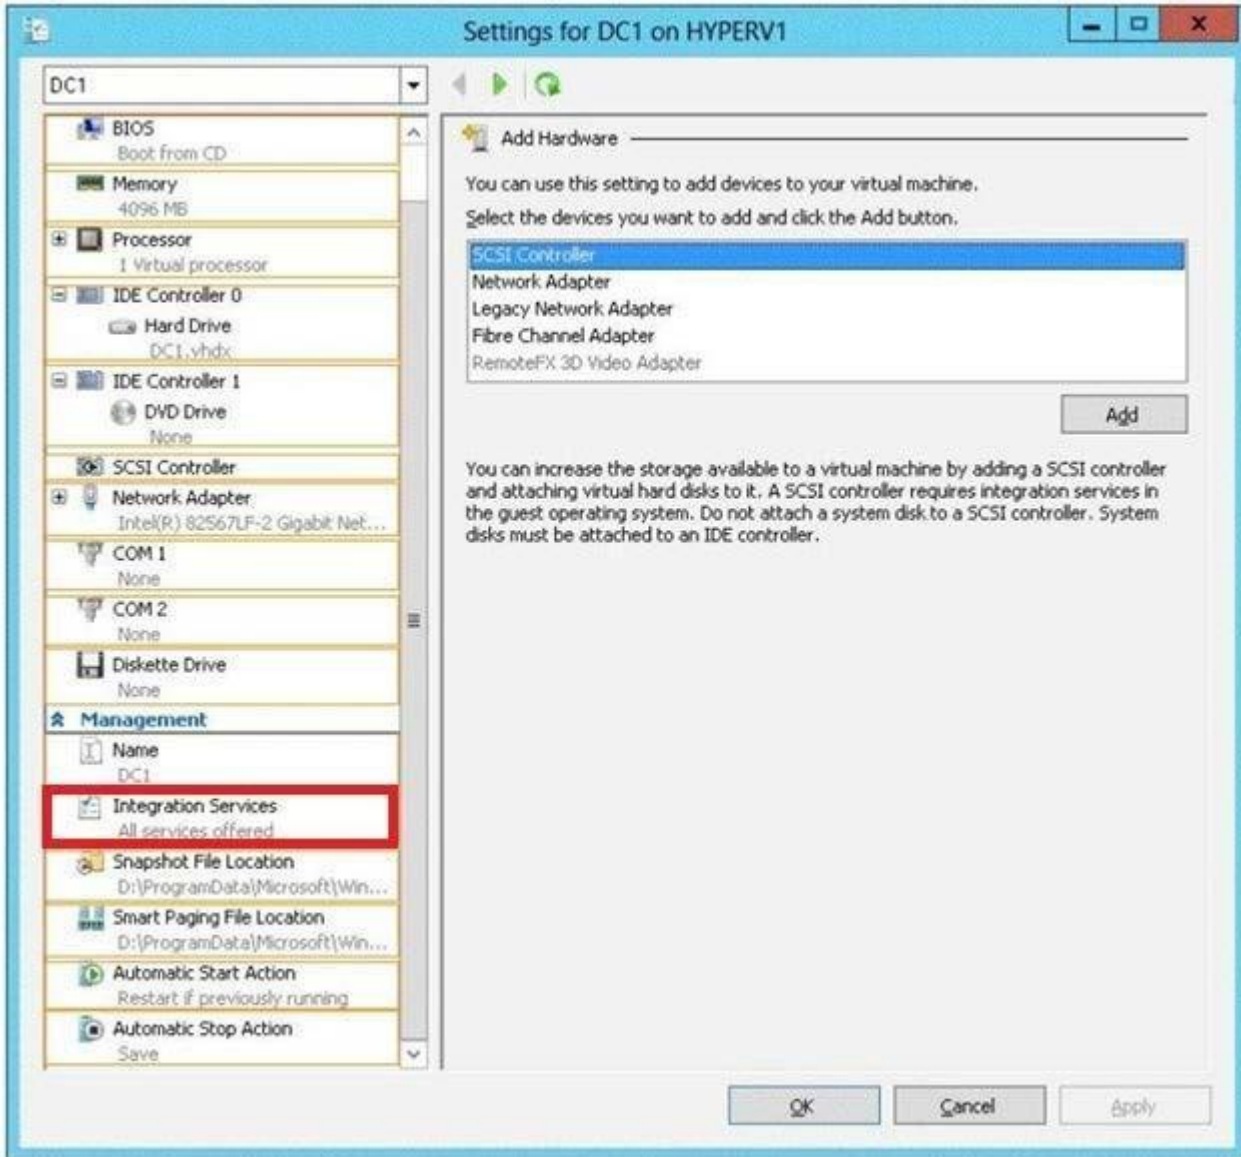 Settings for DC1 on HYPERV1
DC1
BIOS
Boot from CD
Memory
4096 MB
Processor
1 Virtual processor
IDE Controller 0
Hard Drive
DC1.vhdx
IDE Controller 1
DVD Drive
None
SCSI Controller
Network Adapter
Intel(R) 82567LF-2 Gigabit Net...
COM 1
None
COM 2
None
Diskette Drive
None
Management
Name
DC1
Integration Services
All services offered
Snapshot File Location
D:\ProgramData\Microsoft\Win...
Smart Paging File Location
D:\ProgramData\Microsoft\Win...
Automatic Start Action
Restart if previously running
Automatic Stop Action
Save
Add Hardware
You can use this setting to add devices to your virtual machine.
Select the devices you want to add and click the Add button.
SCSI Controller
Network Adapter
Legacy Network Adapter
Fibre Channel Adapter
RemoteFX 3D Video Adapter
Add
You can increase the storage available to a virtual machine by adding a SCSI controller
and attaching virtual hard disks to it. A SCSI controller requires integration services in
the guest operating system. Do not attach a system disk to a SCSI controller. System
disks must be attached to an IDE controller.
OK
Cancel
Apply